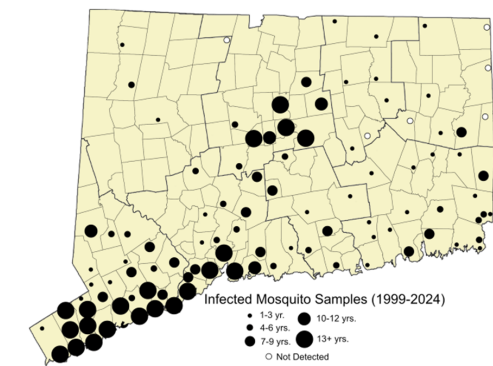 Infected Mosquito Samples (1999-2024)
1-3 yr. 10-12 yrs.
4-6 yrs.
7-9 yrs. 13+ yrs.
Not Detected